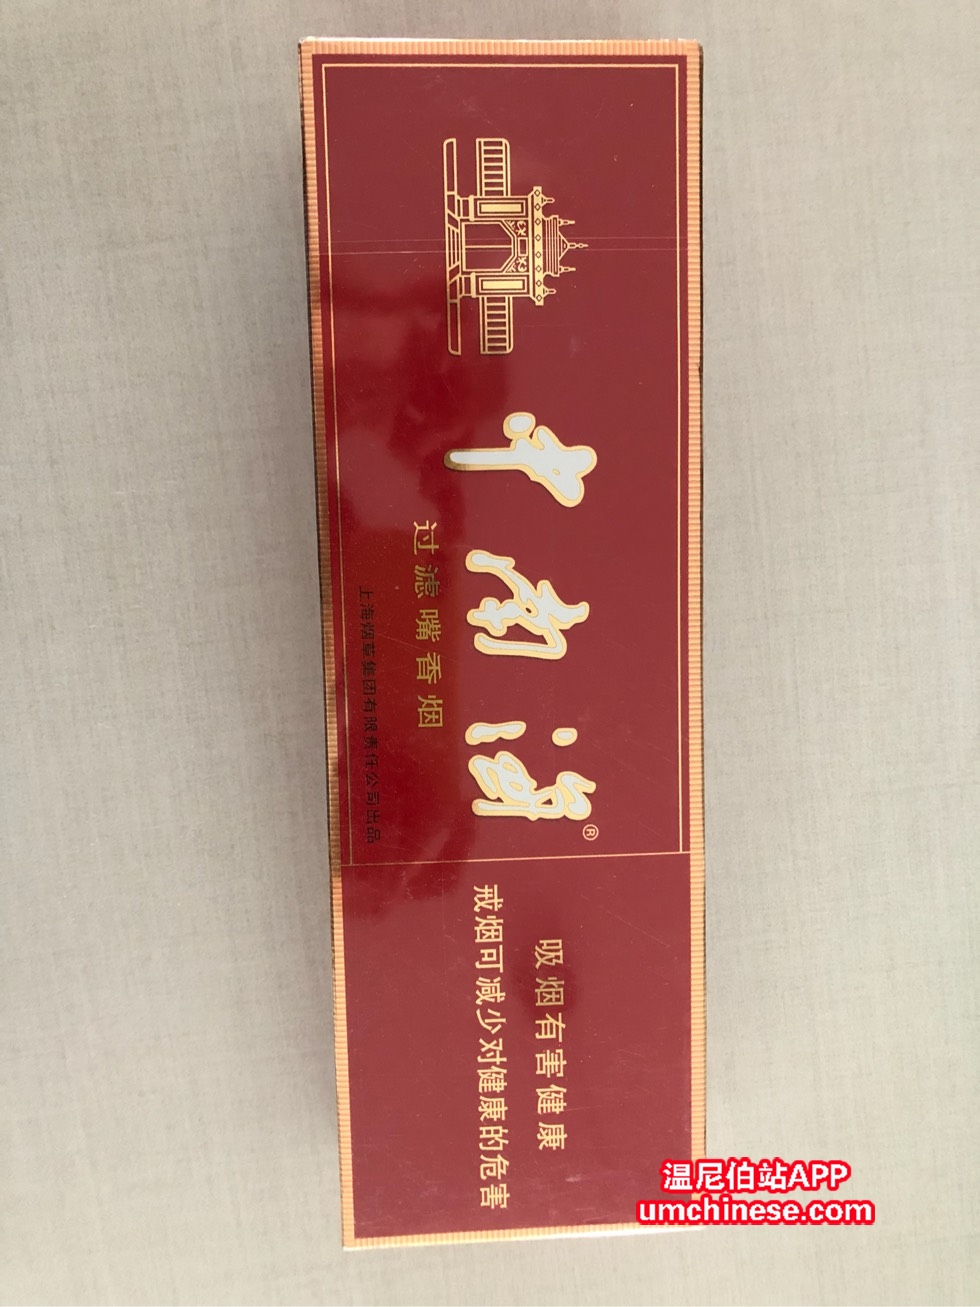 中南海®
过滤嘴香烟
上海烟草集团有限责任公司出品
吸烟有害健康
戒烟可减少对健康的危害
温尼伯站APP
umchinese.com